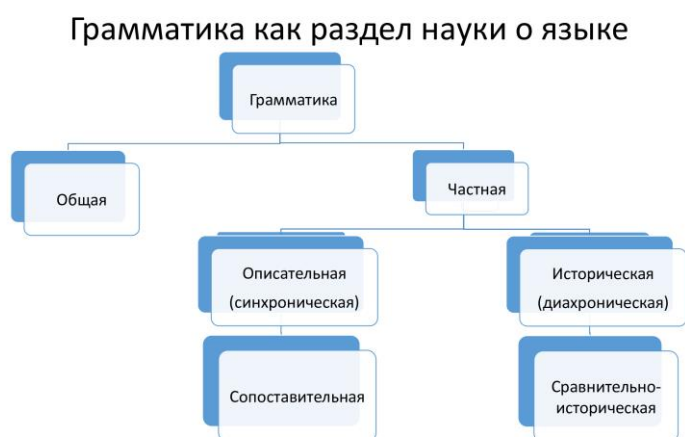 Грамматика как раздел науки о языке
Грамматика
Общая
Частная
Описательная
(синхроническая)
Историческая
(диахроническая)
Сопоставительная
Сравнительно-
историческая